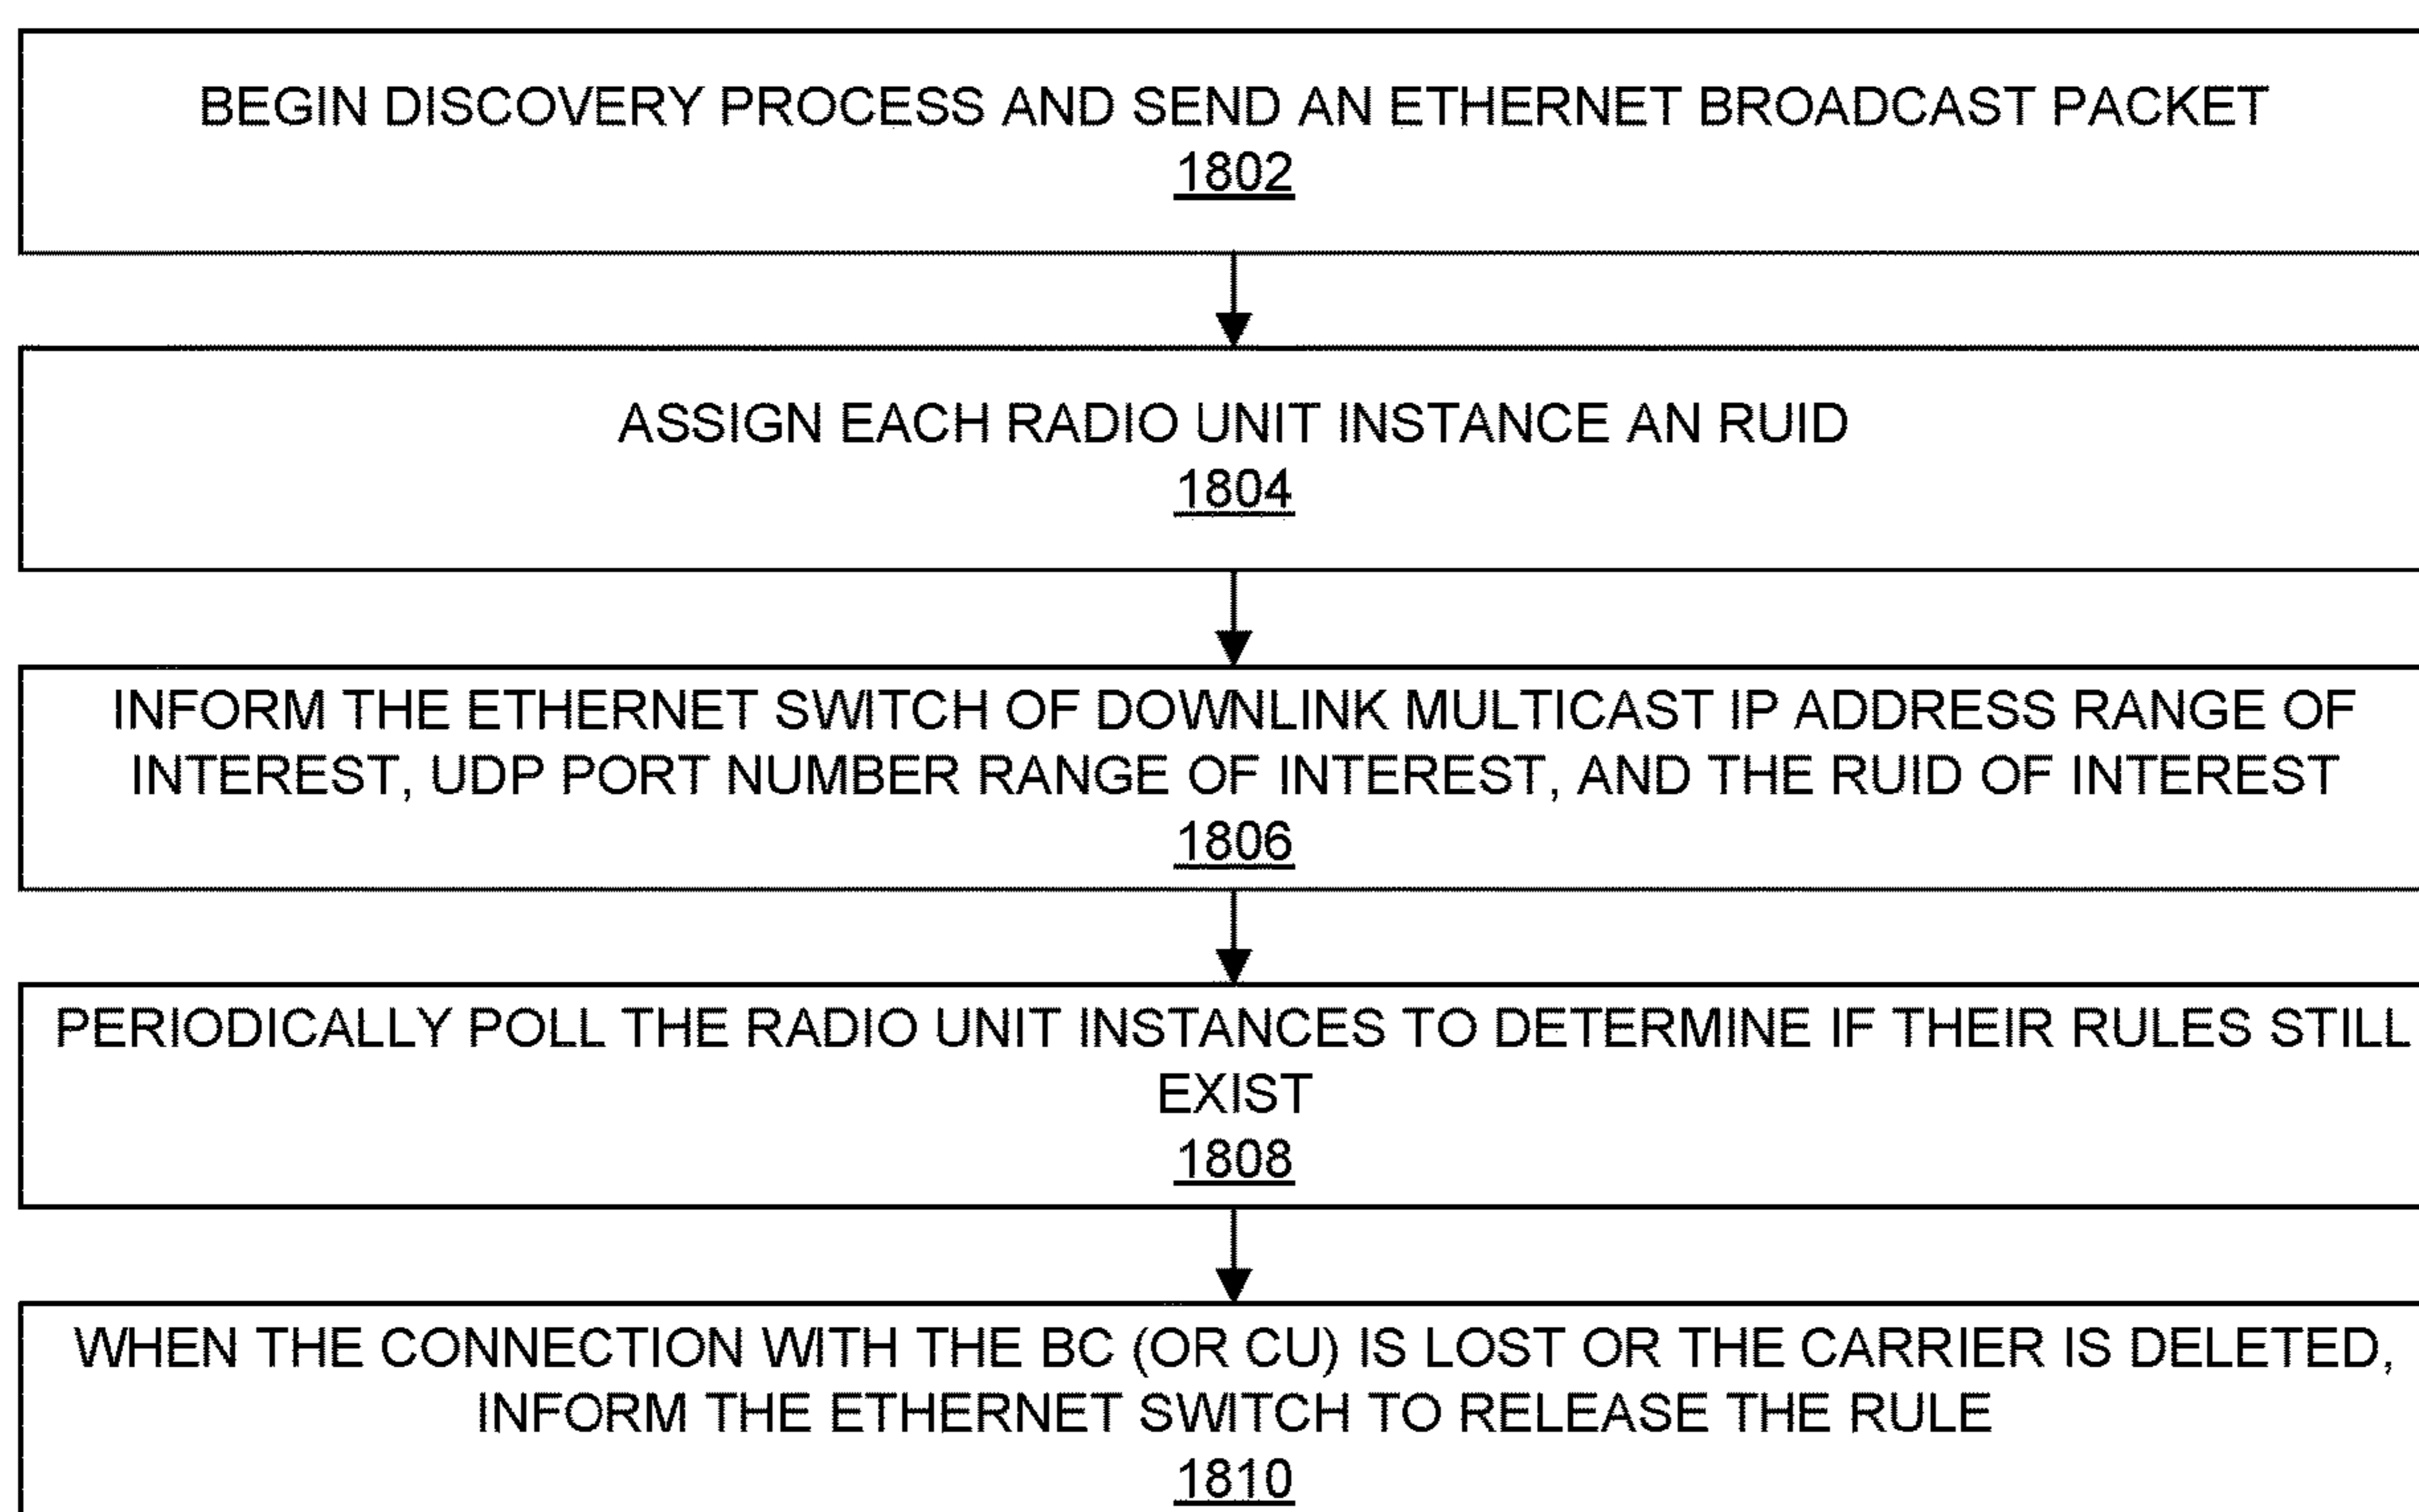 BEGIN DISCOVERY PROCESS AND SEND AN ETHERNET BROADCAST PACKET
1802
ASSIGN EACH RADIO UNIT INSTANCE AN RUID
1804
INFORM THE ETHERNET SWITCH OF DOWNLINK MULTICAST IP ADDRESS RANGE OF
INTEREST, UDP PORT NUMBER RANGE OF INTEREST, AND THE RUID OF INTEREST
1806
PERIODICALLY POLL THE RADIO UNIT INSTANCES TO DETERMINE IF THEIR RULES STILL
EXIST
1808
WHEN THE CONNECTION WITH THE BC (OR CU) IS LOST OR THE CARRIER IS DELETED,
INFORM THE ETHERNET SWITCH TO RELEASE THE RULE
1810